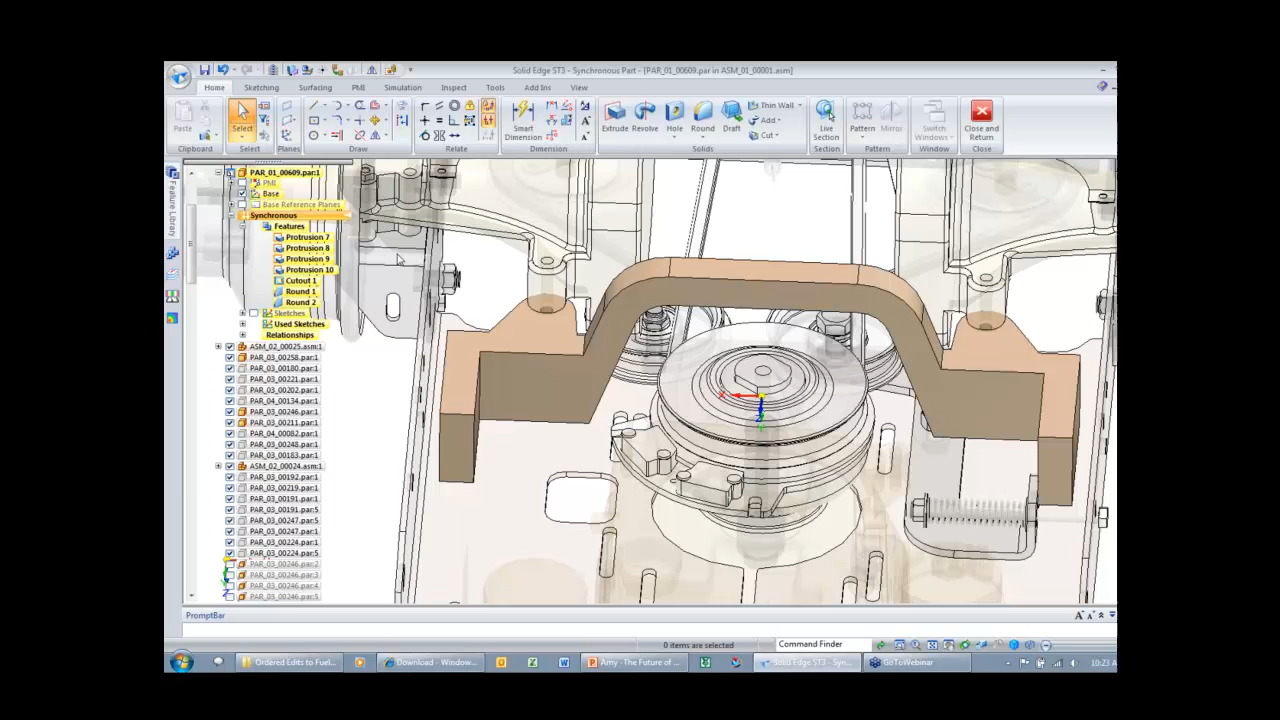 Solid Edge ST3 - Synchronous Part - [PAR_01_00609.par in ASM_01_00001.asm]
Home Sketching Surfacing PMI Simulation Inspect Tools Add Ins View
Paste
Select
Smart
Dimension
Extrude Revolve Hole Round Draft
Thin Wall
Add
Cut
Live
Section
Pattern Mirror
Switch
Windows
Close and
Return
Clipboard Select Planes Draw Relate Dimension Solids Section Pattern Window Close
Feature Library
PAR_01_00609.par:1
PMI
Base
Base Reference Planes
Synchronous
Features
Protrusion 7
Protrusion 8
Protrusion 9
Protrusion 10
Cutout 1
Round 1
Round 2
Sketches
Used Sketches
Relationships
ASM_02_00025.asm:1
PAR_03_00258.par:1
PAR_03_00180.par:1
PAR_03_00221.par:1
PAR_03_00202.par:1
PAR_04_00134.par:1
PAR_03_00246.par:1
PAR_03_00211.par:1
PAR_04_00082.par:1
PAR_03_00248.par:1
PAR_03_00183.par:1
ASM_02_00024.asm:1
PAR_03_00192.par:1
PAR_03_00219.par:1
PAR_03_00191.par:1
PAR_03_00191.par:5
PAR_03_00247.par:5
PAR_03_00247.par:1
PAR_03_00224.par:1
PAR_03_00224.par:5
PAR_03_00246.par:2
PAR_03_00246.par:3
PAR_03_00246.par:4
PAR_03_00246.par:5
X
Z
PromptBar
0 items are selected
Command Finder
Ordered Edits to Fuel...
Download - Window...
Amy - The Future of ...
Solid Edge ST3 - Syn...
GoToWebinar
10:23 A